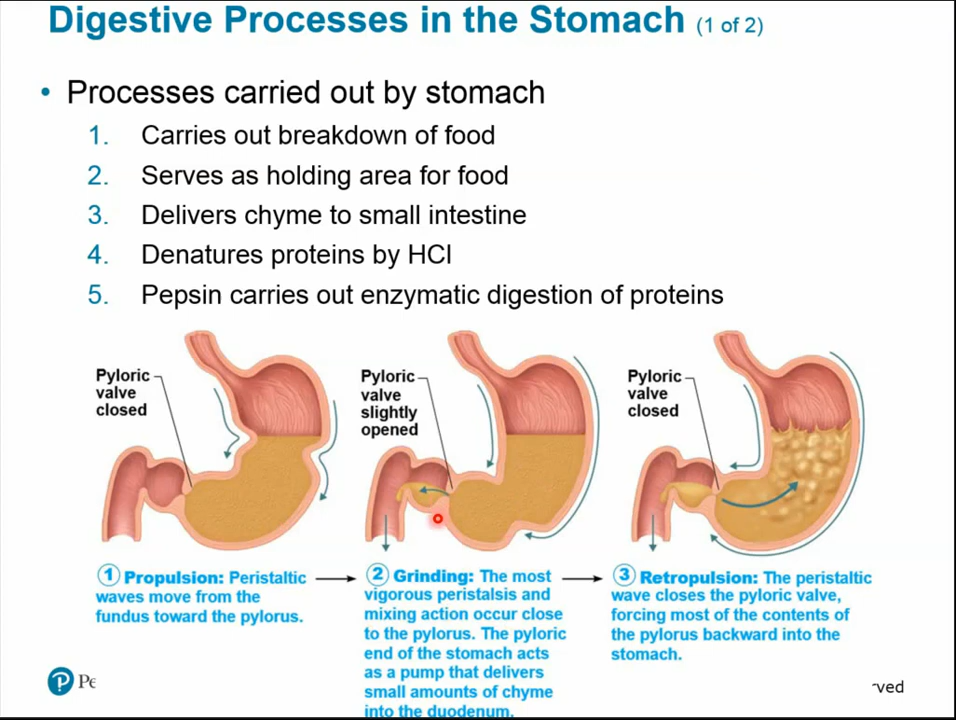 Digestive Processes in the Stomach (1 of 2)
• Processes carried out by stomach
1. Carries out breakdown of food
2. Serves as holding area for food
3. Delivers chyme to small intestine
4. Denatures proteins by HCl
5. Pepsin carries out enzymatic digestion of proteins
Pyloric
valve
closed
Pyloric
valve
slightly
opened
Pyloric
valve
closed
1 Propulsion: Peristaltic
waves move from the
fundus toward the pylorus.
2 Grinding: The most
vigorous peristalsis and
mixing action occur close
to the pylorus. The pyloric
end of the stomach acts
as a pump that delivers
small amounts of chyme
into the duodenum.
3 Retropulsion: The peristaltic
wave closes the pyloric valve,
forcing most of the contents of
the pylorus backward into the
stomach.
P